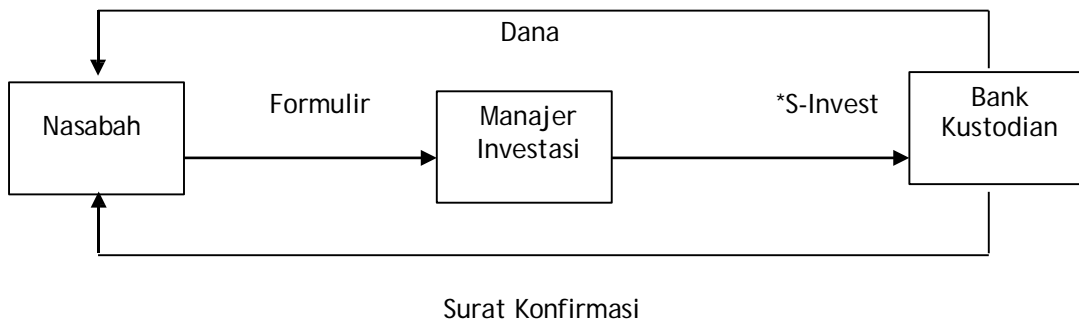 Dana
Formulir
*S-Invest
Nasabah
Manajer
Investasi
Bank
Kustodian
Surat Konfirmasi